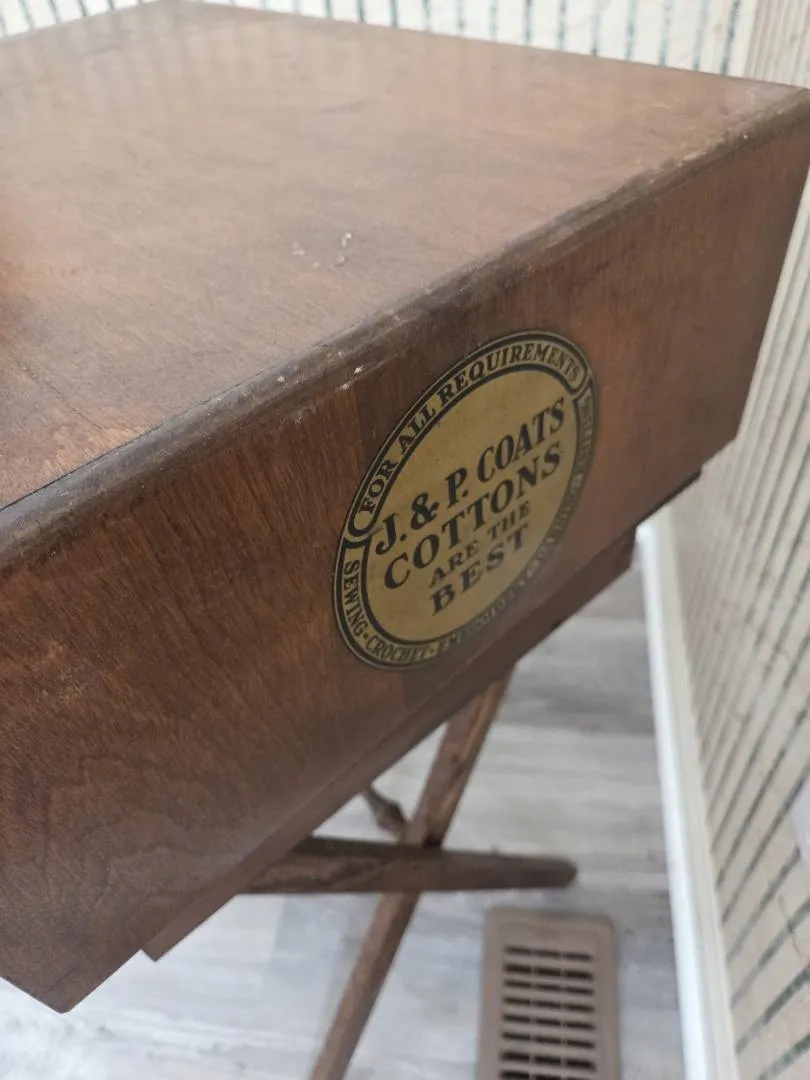 FOR ALL REQUIREMENTS
J. & P. COATS
COTTONS
ARE THE
BEST
SEWING - CROCHET -